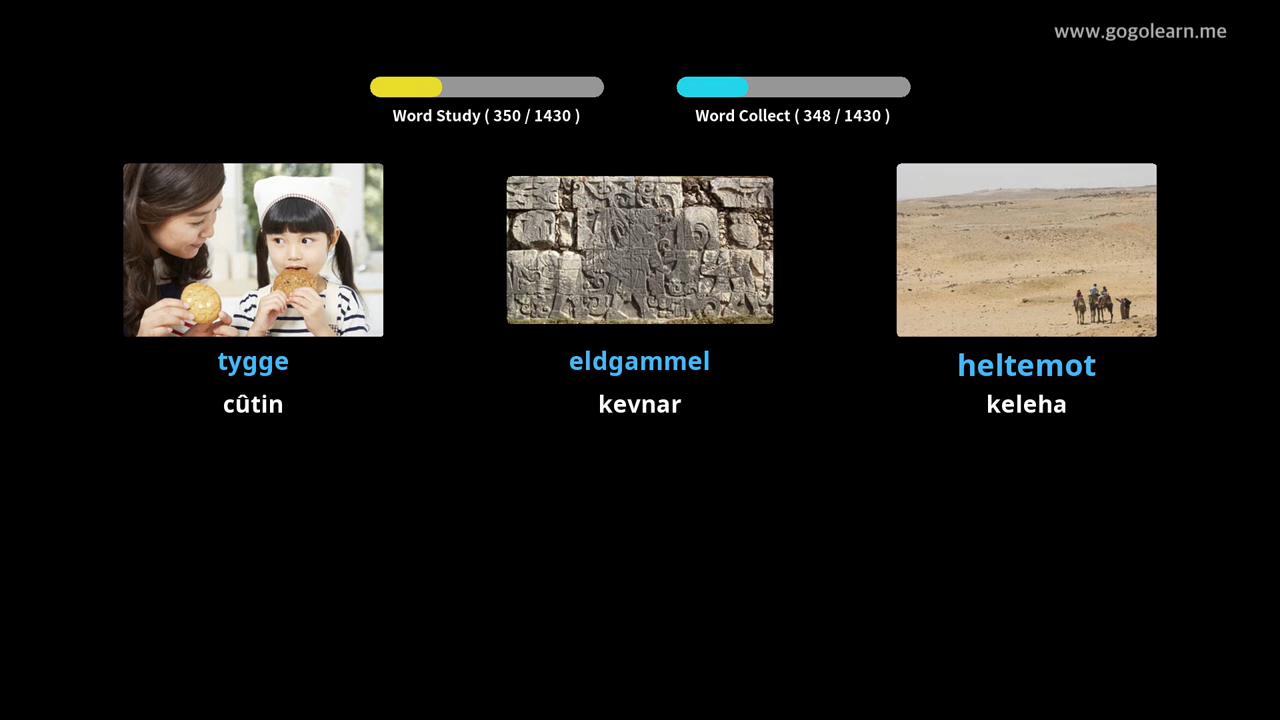 www.gogolearn.me
Word Study ( 350 / 1430 )
Word Collect ( 348 / 1430 )
tygge
eldgammel
heltemot
cûtin
kevnar
keleha